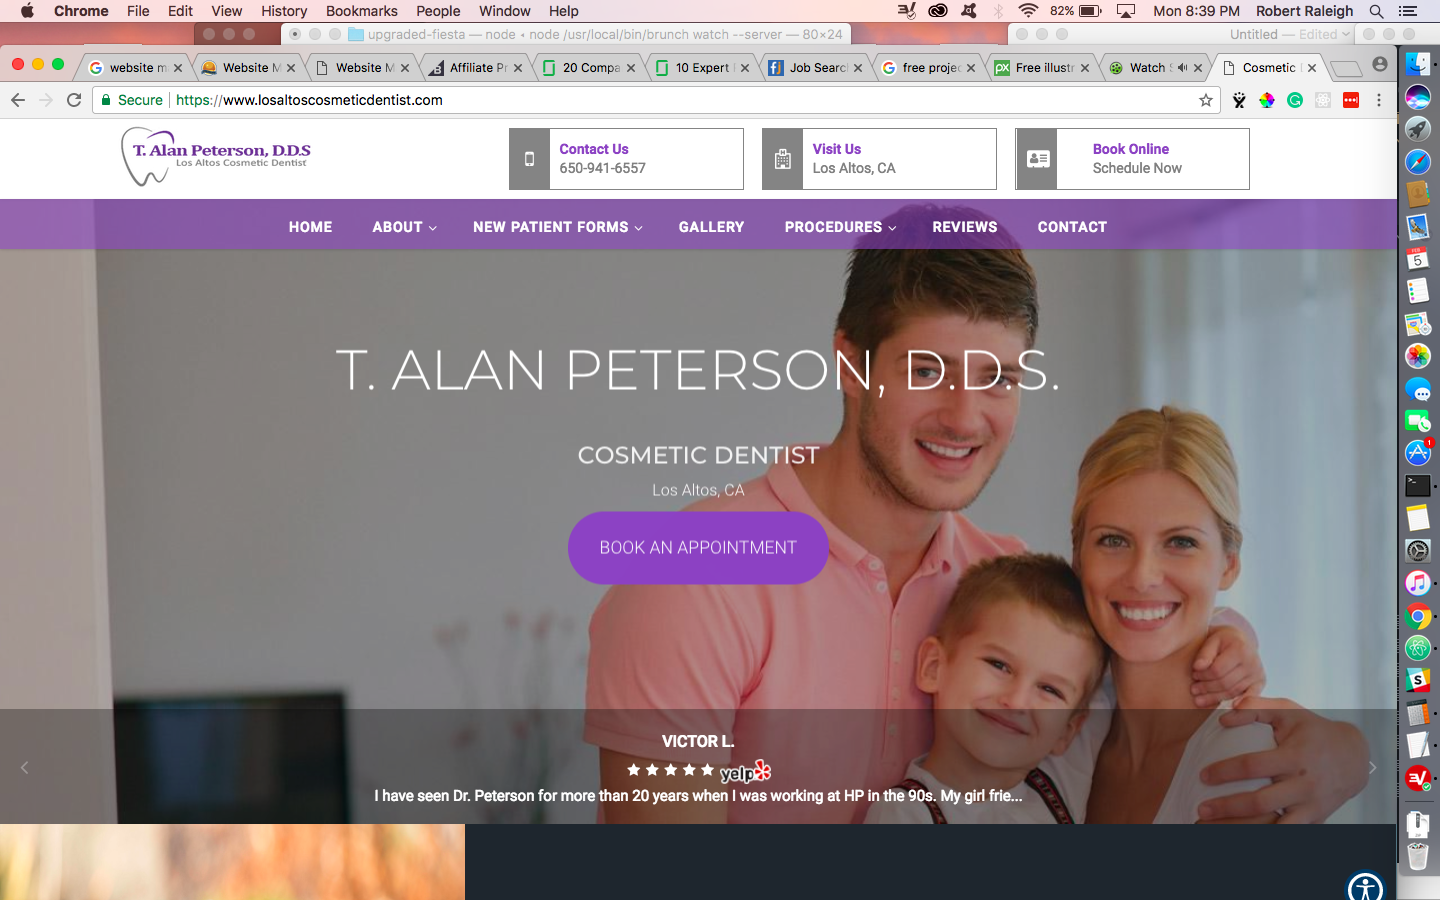 Chrome File Edit View History Bookmarks People Window Help 82% Mon 8:39 PM Robert Raleigh
upgraded-fiesta — node • node /usr/local/bin/brunch watch --server — 80×24
Untitled — Edited
website m
Website M
Website M
Affiliate Pr
20 Compa
10 Expert
Job Searc
free projec
Free illustr
Watch S
Cosmetic
Secure https://www.losaltoscosmeticdentist.com
T. Alan Peterson, D.D.S
Los Altos Cosmetic Dentist
Contact Us
650-941-6557
Visit Us
Los Altos, CA
Book Online
Schedule Now
HOME ABOUT NEW PATIENT FORMS GALLERY PROCEDURES REVIEWS CONTACT
T. ALAN PETERSON, D.D.S.
COSMETIC DENTIST
Los Altos, CA
BOOK AN APPOINTMENT
VICTOR L.
yelp
I have seen Dr. Peterson for more than 20 years when I was working at HP in the 90s. My girl frie...
FEB
5
1